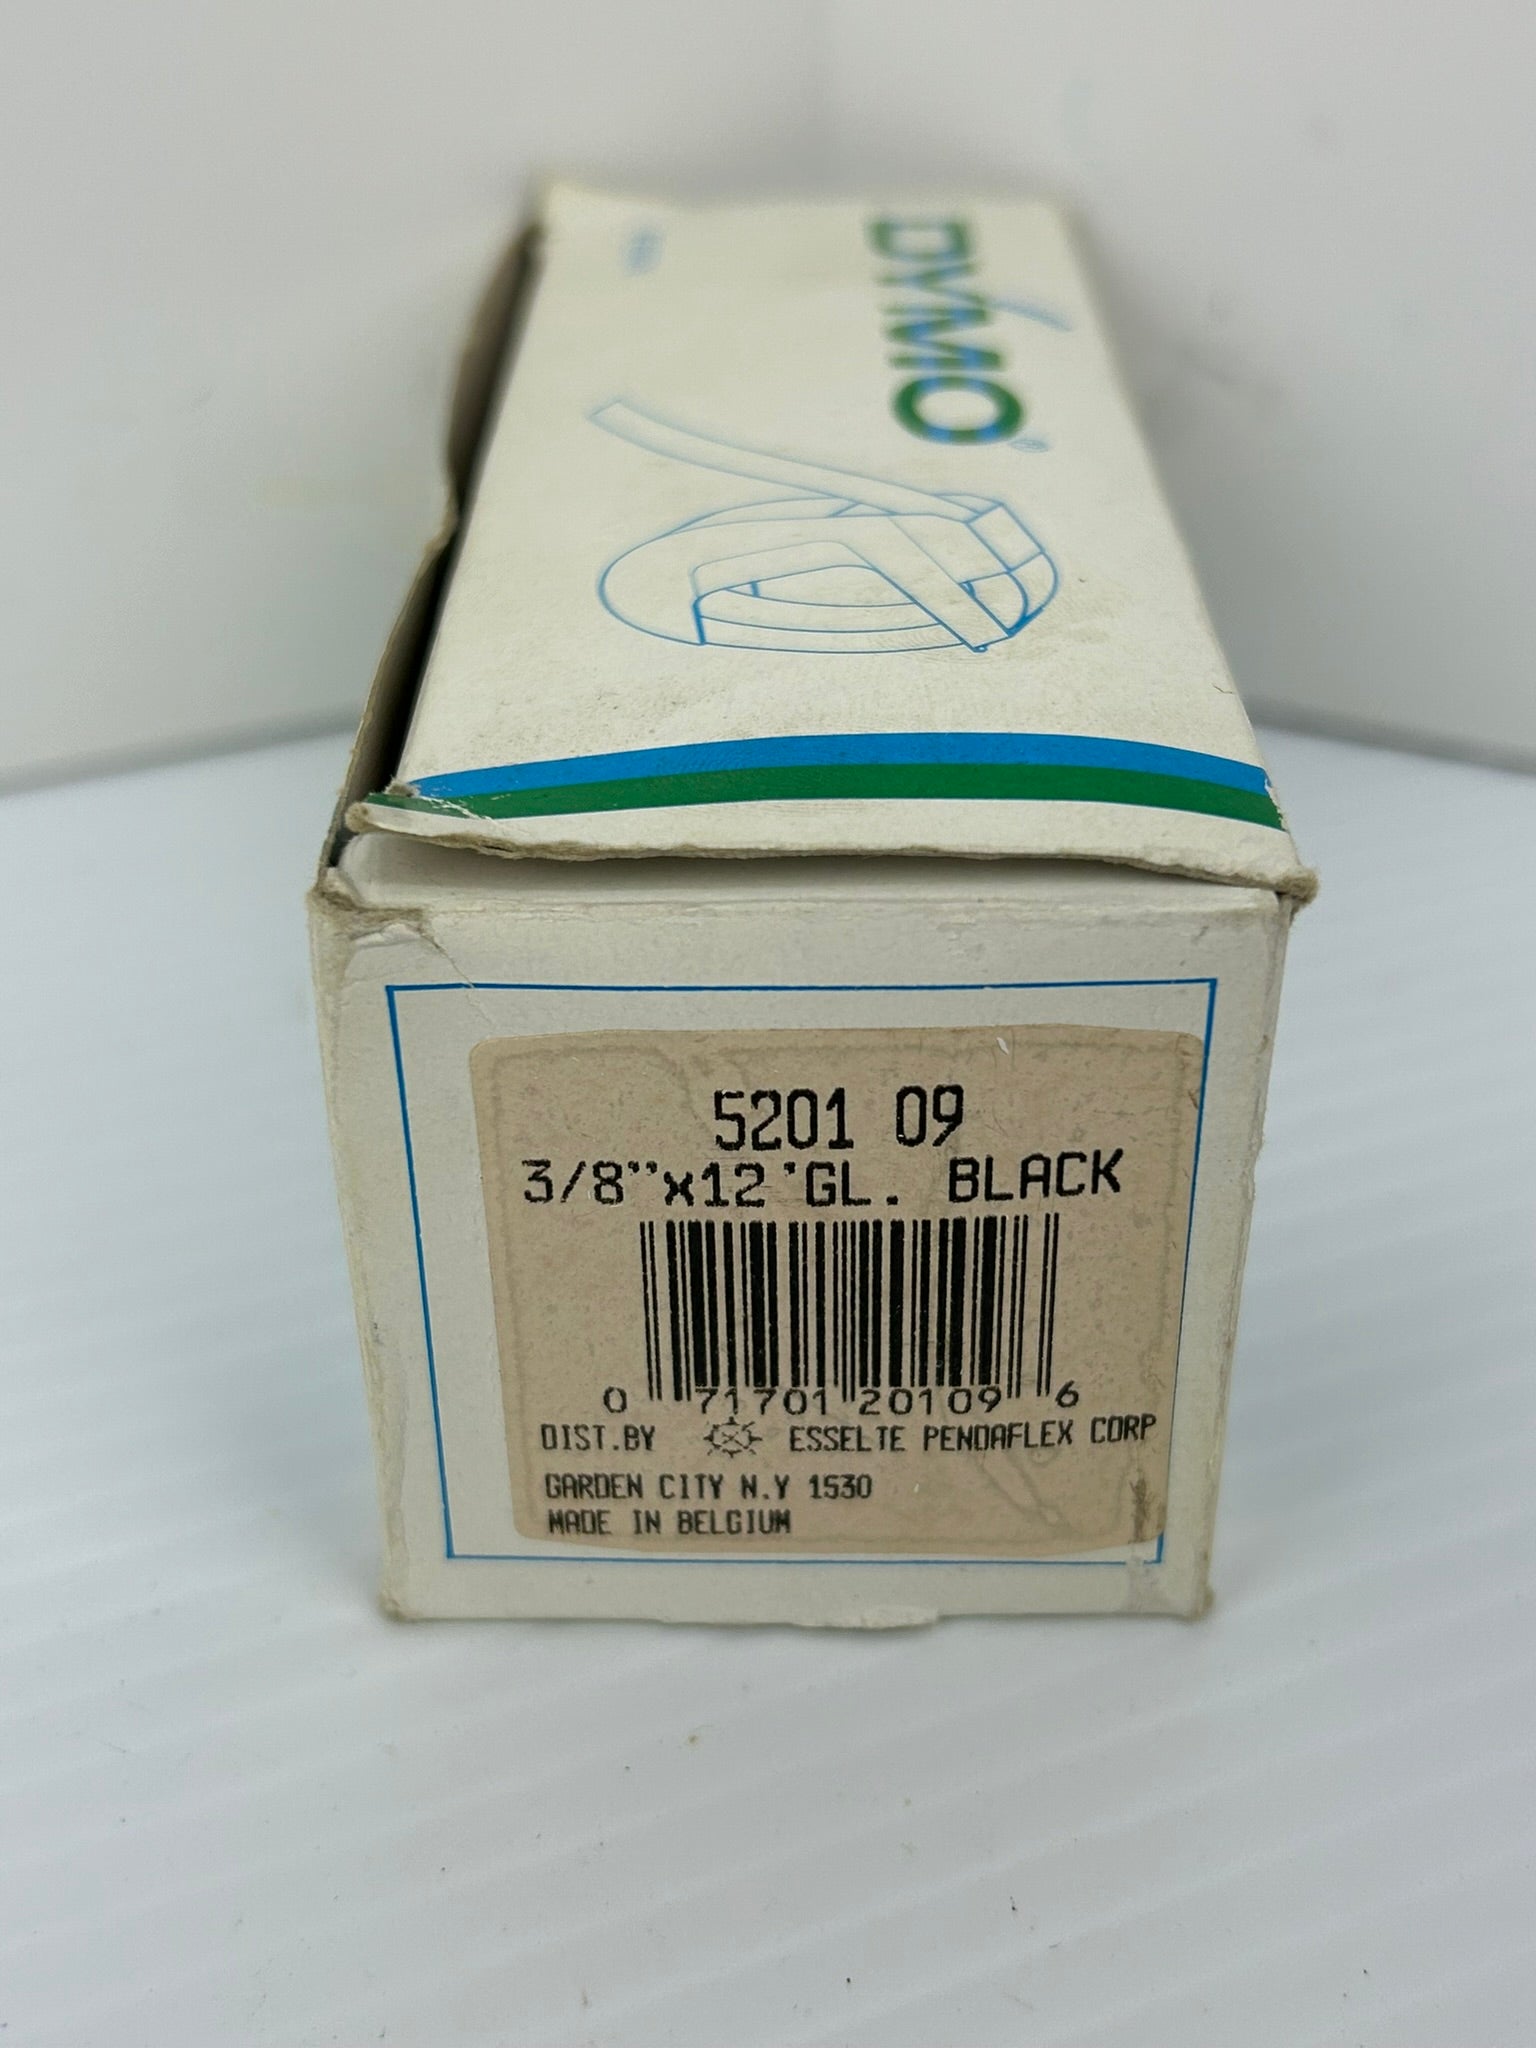 DYMO®
5201 09
3/8"x12'GL. BLACK
0 71701 20109 6
DIST.BY ESSELTE PENDAFLEX CORP
GARDEN CITY N.Y 1530
MADE IN BELGIUM